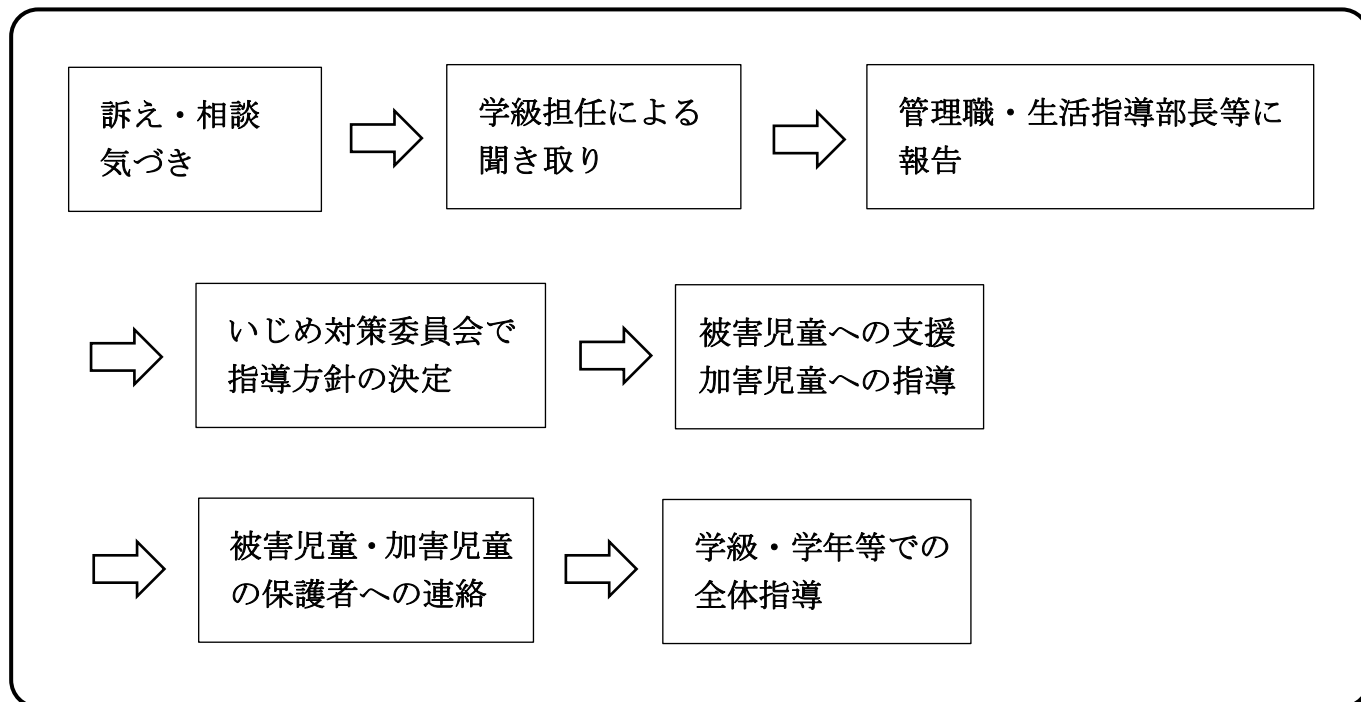 訴え・相談
気づき
学級担任による
聞き取り
管理職・生活指導部長等に
報告
いじめ対策委員会で
指導方針の決定
被害児童への支援
加害児童への指導
被害児童・加害児童
の保護者への連絡
学級・学年等での
全体指導